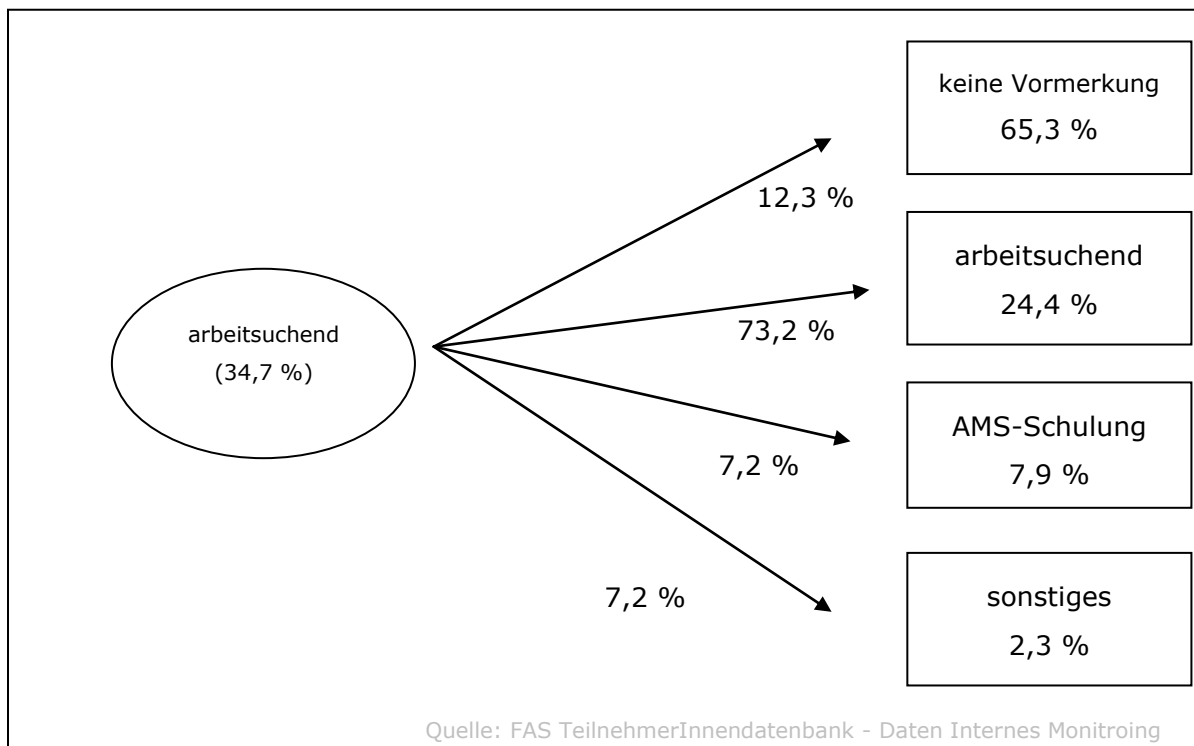 keine Vormerkung
65,3 %
12,3 %
arbeitsuchend
24,4 %
arbeitsuchend
(34,7 %)
73,2 %
AMS-Schulung
7,9 %
7,2 %
7,2 %
sonstiges
2,3 %
Quelle: FAS TeilnehmerInnendatenbank - Daten Internes Monitroing